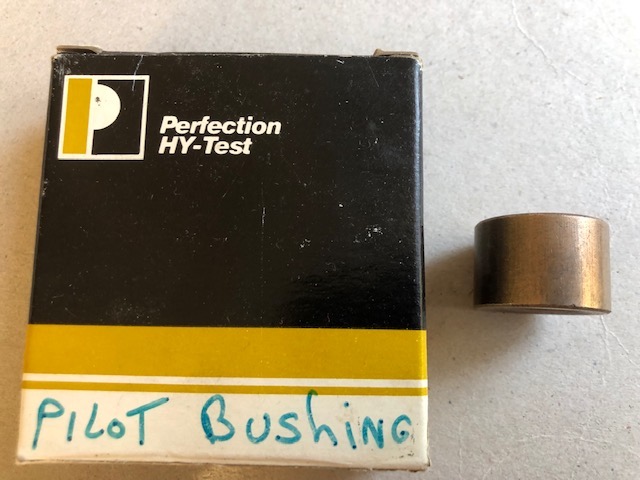 P
Perfection
HY-Test
PILOT BUSHING